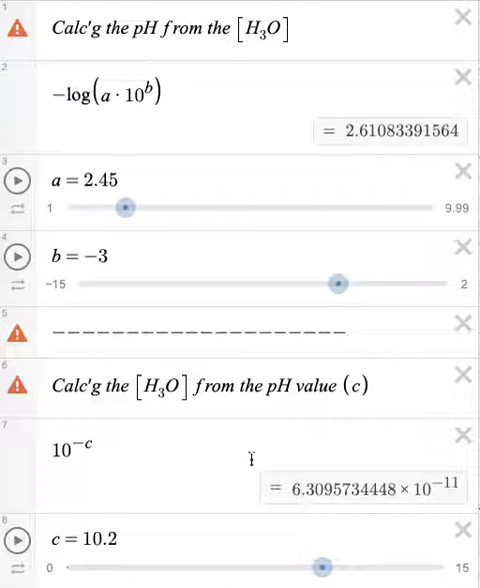 1
Calc'g the pH from the [H₃O]
2
−log(a · 10ᵇ)
= 2.61083391564
3
a = 2.45
1 9.99
4
b = −3
−15 2
5
−−−−−−−−−−−−−−−−−−−
6
Calc'g the [H₃O] from the pH value (c)
7
10⁻ᶜ
= 6.3095734448 × 10⁻¹¹
8
c = 10.2
0 15